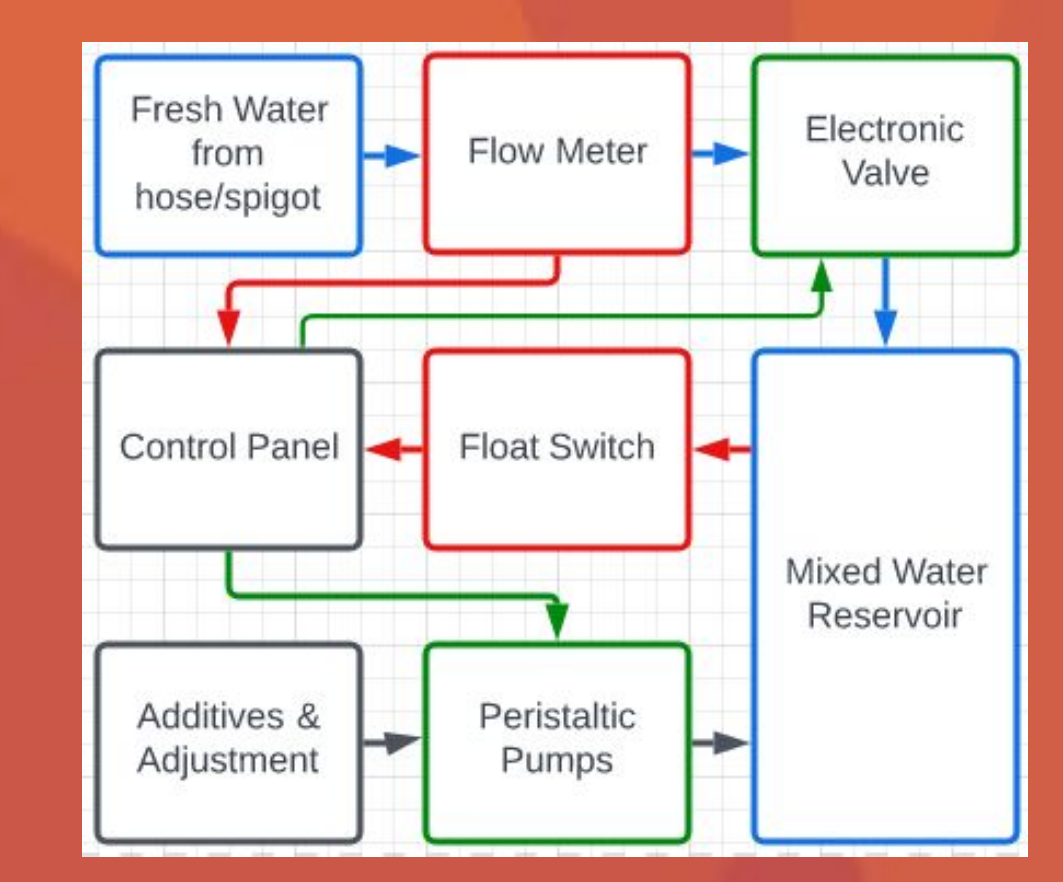 Fresh Water
from
hose/spigot
Flow Meter
Electronic
Valve
Control Panel
Float Switch
Mixed Water
Reservoir
Additives &
Adjustment
Peristaltic
Pumps